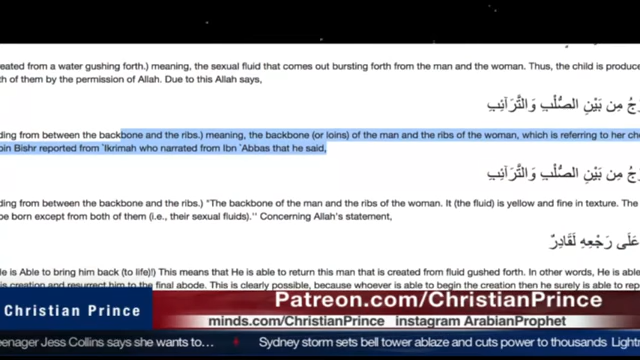 eated from a water gushing forth.) meaning, the sexual fluid that comes out bursting forth from the man and the woman. Thus, the child is produce
th of them by the permission of Allah. Due to this Allah says,
رُجُ مِن بَيْنِ الصُّلْبِ وَالتَّرَآئِبِ
ding from between the backbone and the ribs.) meaning, the backbone (or loins) of the man and the ribs of the woman, which is referring to her che
bin Bishr reported from `Ikrimah who narrated from Ibn `Abbas that he said,
رُجُ مِن بَيْنِ الصُّلْبِ وَالتَّرَآئِبِ
ding from between the backbone and the ribs.) "The backbone of the man and the ribs of the woman. It (the fluid) is yellow and fine in texture. The
be born except from both of them (i.e., their sexual fluids).'' Concerning Allah's statement,
عَلَى رَجْعِهِ لَقَادِرٌ
e is Able to bring him back (to life)!) This means that He is able to return this man that is created from fluid gushed forth. In other words, He is able
creation and resurrect him to the final abode. This is clearly possible, because whoever is able to begin the creation then he surely is able to rep
Christian Prince
Patreon.com/ChristianPrince
minds.com/ChristianPrince instagram ArabianProphet
eenager Jess Collins says she wants to... Sydney storm sets bell tower ablaze and cuts power to thousands Light